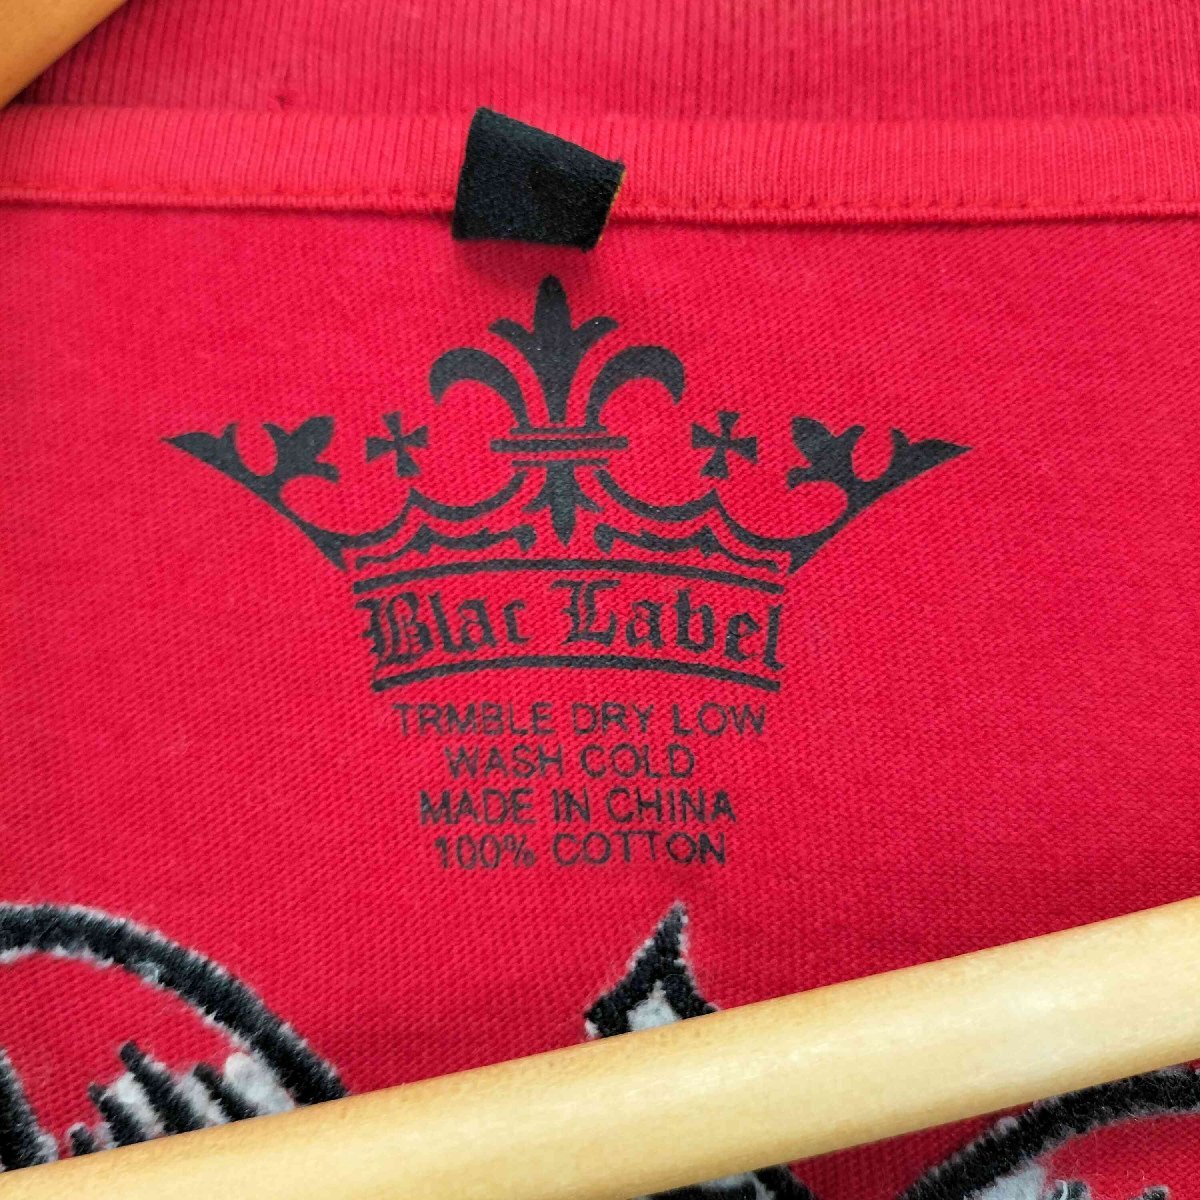 Blac Label
TRMBLE DRY LOW
WASH COLD
MADE IN CHINA
100% COTTON